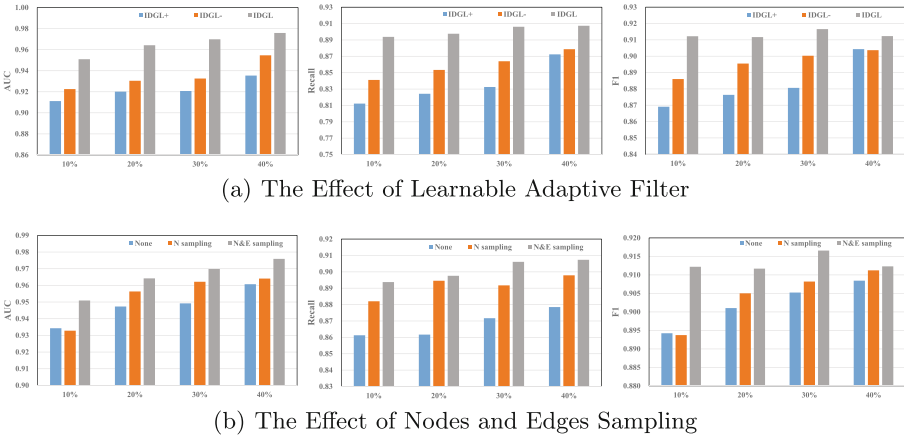 IDGL+ IDGL- IDGL
AUC
1.00
0.98
0.96
0.94
0.92
0.90
0.88
0.86
10% 20% 30% 40%
IDGL+ IDGL- IDGL
Recall
0.91
0.89
0.87
0.85
0.83
0.81
0.79
0.77
0.75
10% 20% 30% 40%
IDGL+ IDGL- IDGL
F1
0.92
0.91
0.90
0.89
0.88
0.87
0.86
0.85
0.84
10% 20% 30% 40%
(a) The Effect of Learnable Adaptive Filter
None N sampling N&E sampling
AUC
0.99
0.98
0.97
0.96
0.95
0.94
0.93
0.92
0.91
0.90
10% 20% 30% 40%
None N sampling N&E sampling
Recall
0.92
0.91
0.90
0.89
0.88
0.87
0.86
0.85
0.84
0.83
10% 20% 30% 40%
None N sampling N&E sampling
F1
0.920
0.915
0.910
0.905
0.900
0.895
0.890
0.885
0.880
10% 20% 30% 40%
(b) The Effect of Nodes and Edges Sampling